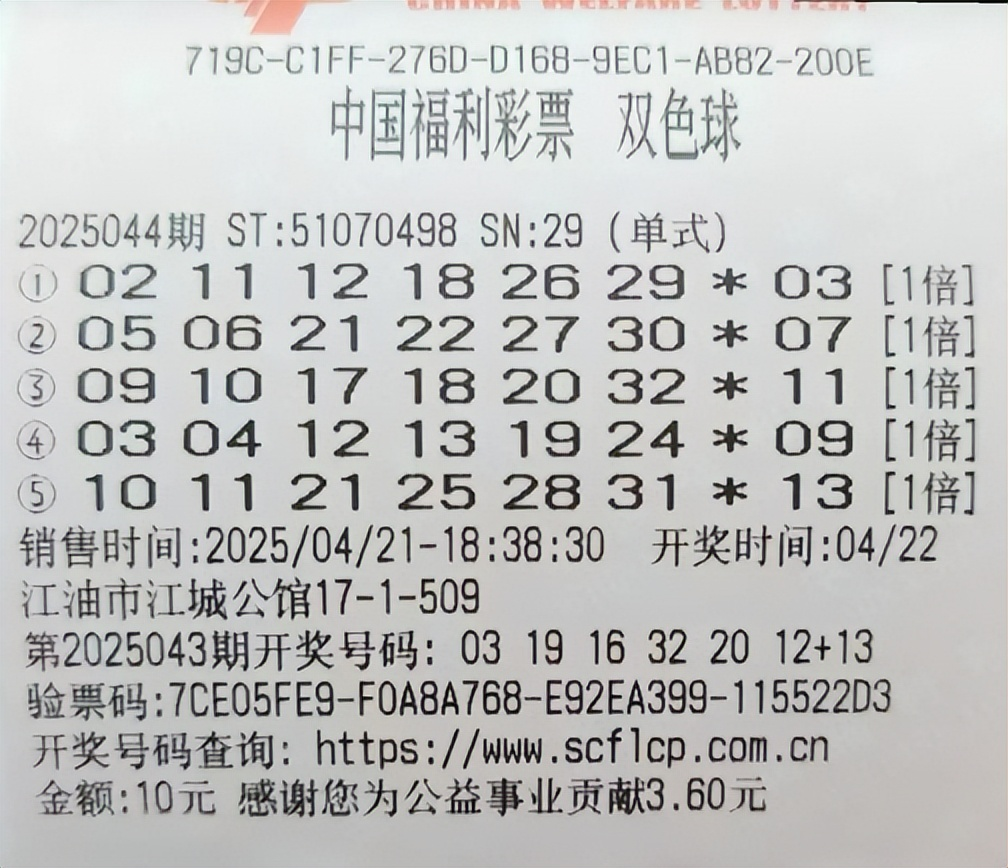 CHINA WELFARE LOTTERY
719C-C1FF-276D-D168-9EC1-AB82-200E
中国福利彩票 双色球
2025044期 ST:51070498 SN:29 (单式)
① 02 11 12 18 26 29 * 03 [1倍]
② 05 06 21 22 27 30 * 07 [1倍]
③ 09 10 17 18 20 32 * 11 [1倍]
④ 03 04 12 13 19 24 * 09 [1倍]
⑤ 10 11 21 25 28 31 * 13 [1倍]
销售时间:2025/04/21-18:38:30 开奖时间:04/22
江油市江城公馆17-1-509
第2025043期开奖号码: 03 19 16 32 20 12+13
验票码:7CE05FE9-F0A8A768-E92EA399-115522D3
开奖号码查询: https://www.scflcp.com.cn
金额:10元 感谢您为公益事业贡献3.60元